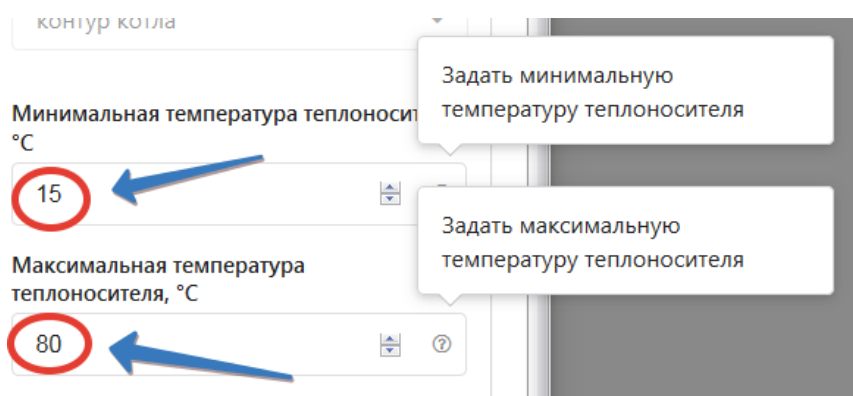 контур котла
Задать минимальную
температуру теплоносителя
Минимальная температура теплоносит
°C
15
Задать максимальную
температуру теплоносителя
Максимальная температура
теплоносителя, °C
80